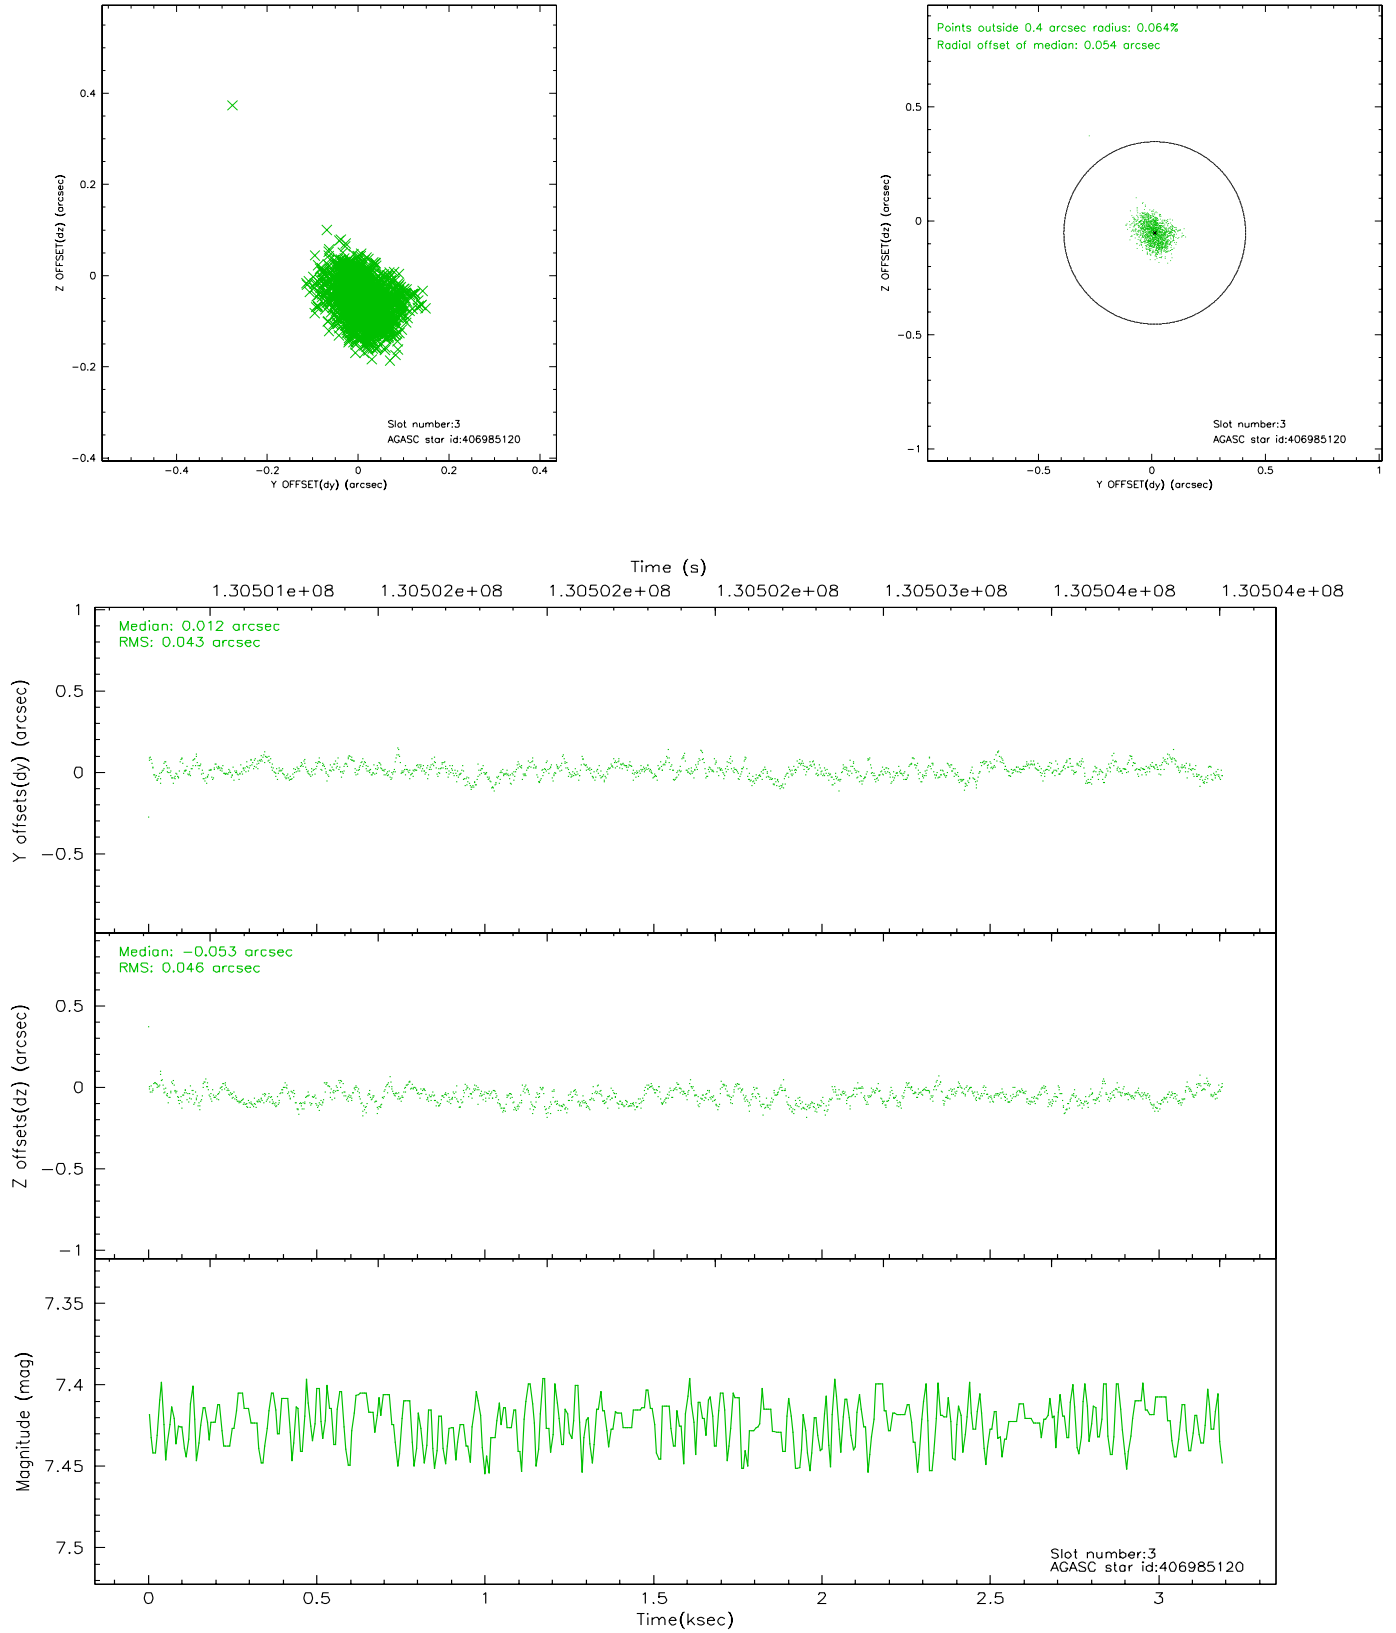 0.4
0.2
0
−0.2
−0.4
Z OFFSET(dz) (arcsec)
Slot number:3
AGASC star id:406985120
−0.4 −0.2 0 0.2 0.4
Y OFFSET(dy) (arcsec)
Points outside 0.4 arcsec radius: 0.064%
Radial offset of median: 0.054 arcsec
0.5
0
−0.5
−1
Z OFFSET(dz) (arcsec)
Slot number:3
AGASC star id:406985120
−0.5 0 0.5 1
Y OFFSET(dy) (arcsec)
Time (s)
1.30501e+08 1.30502e+08 1.30502e+08 1.30502e+08 1.30503e+08 1.30504e+08 1.30504e+08
Median: 0.012 arcsec
RMS: 0.043 arcsec
1
0.5
0
−0.5
Y offsets(dy) (arcsec)
Median: −0.053 arcsec
RMS: 0.046 arcsec
0.5
0
−0.5
−1
Z offsets(dz) (arcsec)
7.35
7.4
7.45
7.5
Magnitude (mag)
Slot number:3
AGASC star id:406985120
0 0.5 1 1.5 2 2.5 3
Time(ksec)